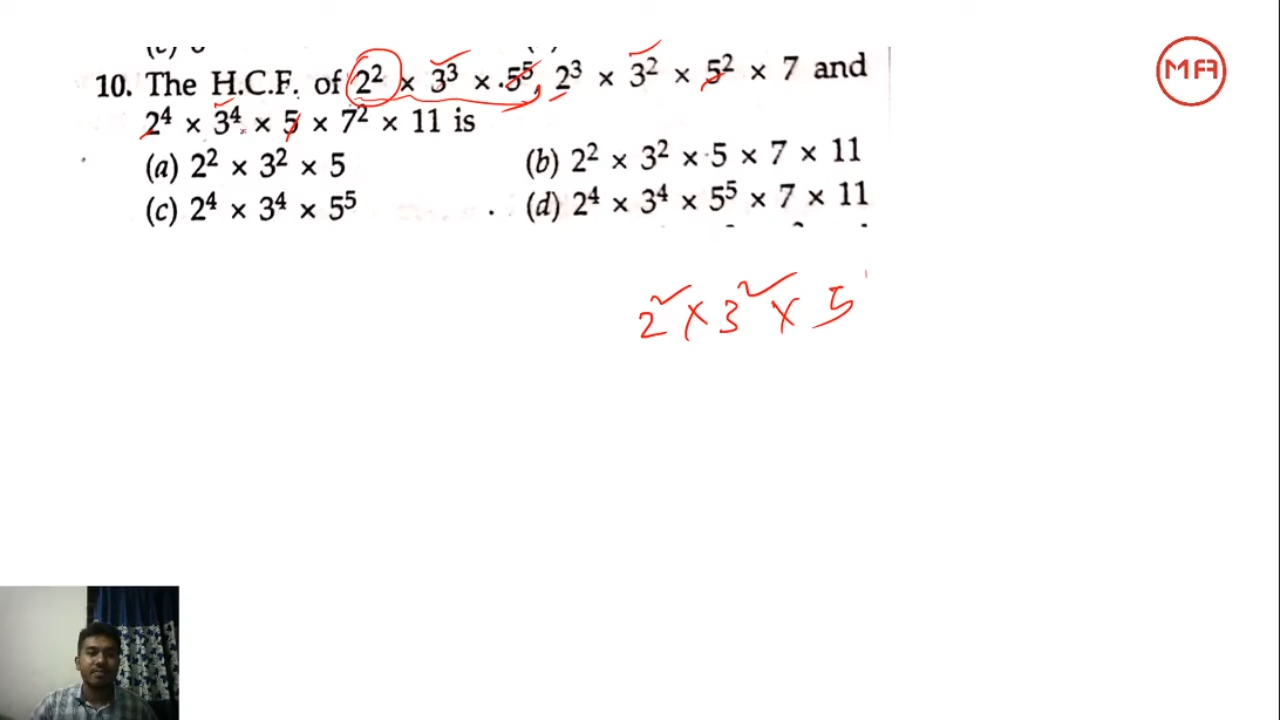 MFA
10. The H.C.F. of 2² × 3³ × 5⁵, 2³ × 3² × 5² × 7 and
2⁴ × 3⁴ × 5 × 7² × 11 is
(a) 2² × 3² × 5 (b) 2² × 3² × 5 × 7 × 11
(c) 2⁴ × 3⁴ × 5⁵ (d) 2⁴ × 3⁴ × 5⁵ × 7 × 11
2² × 3² × 5